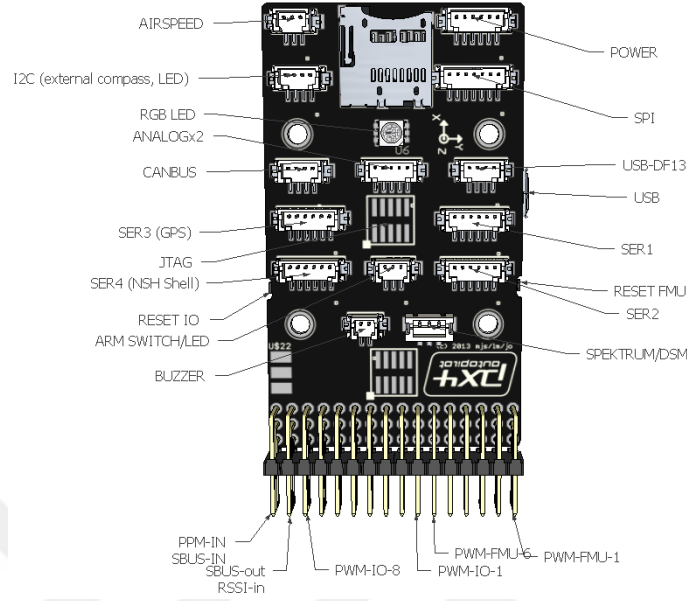 AIRSPEED
POWER
I2C (external compass, LED)
SPI
RGB LED
U6
X
Y
Z
ANALOGx2
CANBUS
USB-DF13
USB
SER3 (GPS)
SER1
JTAG
SER4 (NSH Shell)
RESET FMU
RESET IO
SER2
ARM SWITCH/LED
SPEKTRUM/DSM
BUZZER
U$22
(c) 2013 mjs/lm/jo
px4
autopilot
PPM-IN
SBUS-IN
SBUS-out
RSSI-in
PWM-IO-8
PWM-IO-1
PWM-FMU-6
PWM-FMU-1